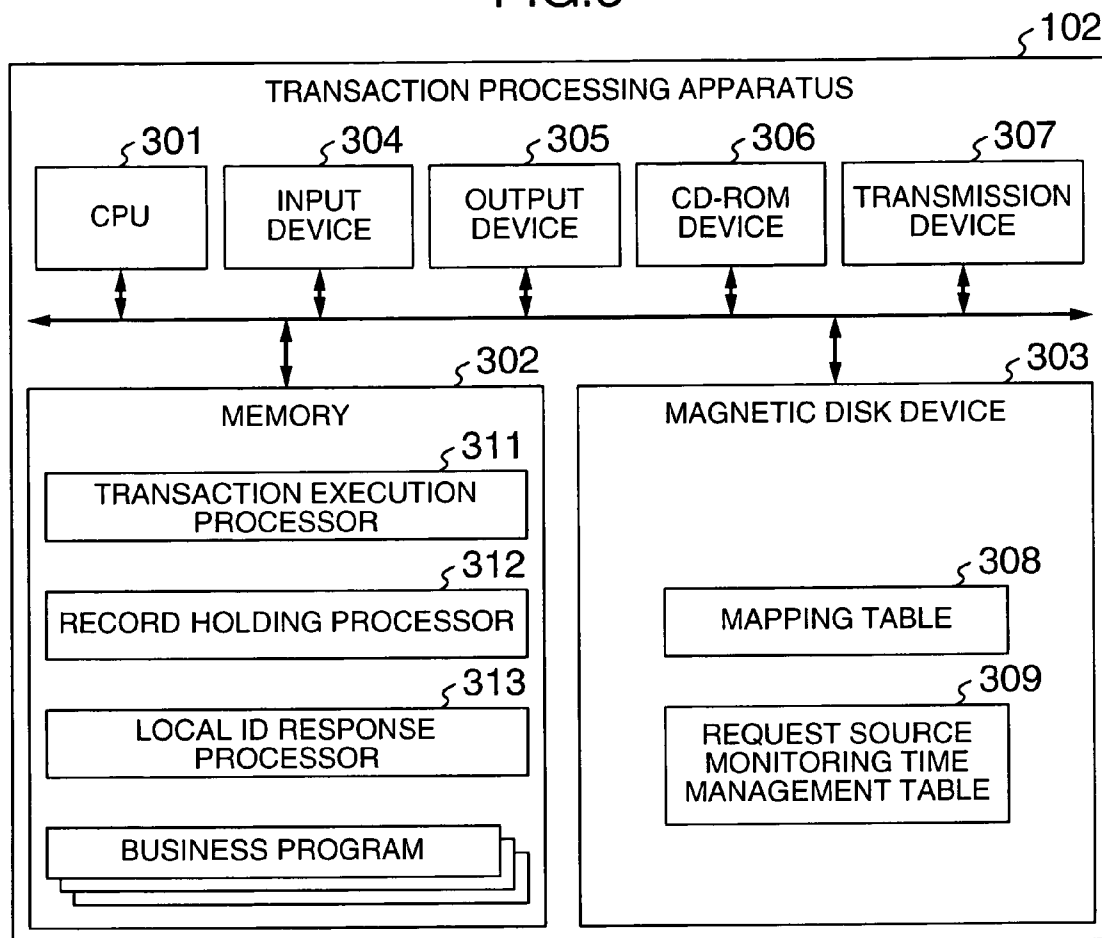 102
TRANSACTION PROCESSING APPARATUS
301
304
305
306
307
CPU
INPUT
DEVICE
OUTPUT
DEVICE
CD-ROM
DEVICE
TRANSMISSION
DEVICE
302
303
MEMORY
MAGNETIC DISK DEVICE
311
TRANSACTION EXECUTION
PROCESSOR
312
RECORD HOLDING PROCESSOR
313
LOCAL ID RESPONSE
PROCESSOR
BUSINESS PROGRAM
308
MAPPING TABLE
309
REQUEST SOURCE
MONITORING TIME
MANAGEMENT TABLE